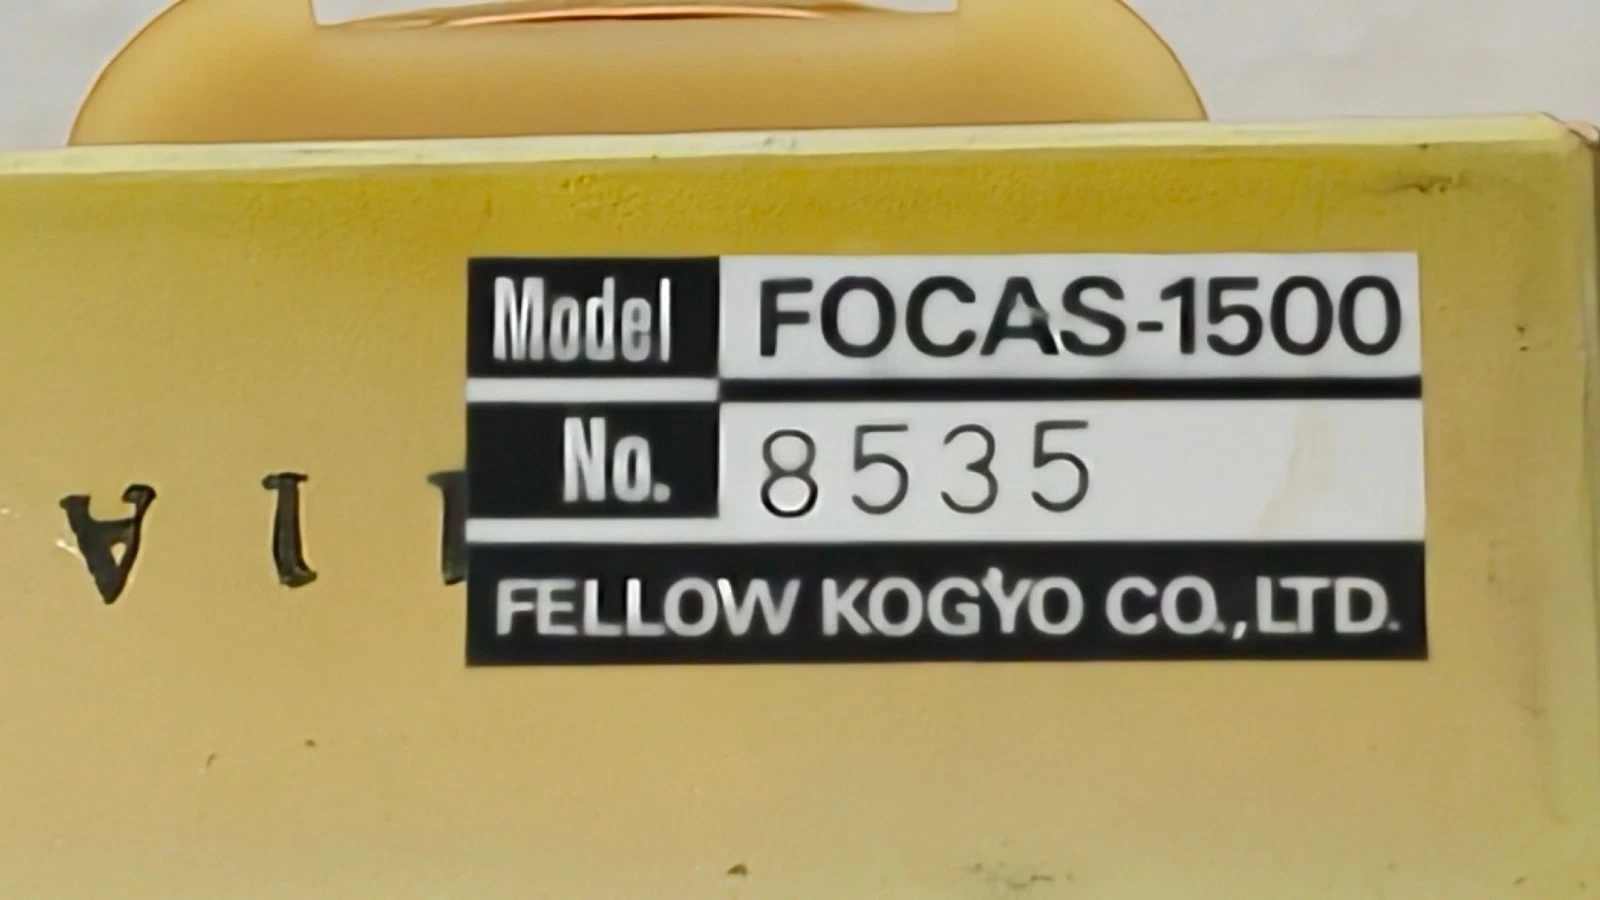 Model FOCAS-1500
No. 8535
FELLOW KOGYO CO.,LTD.